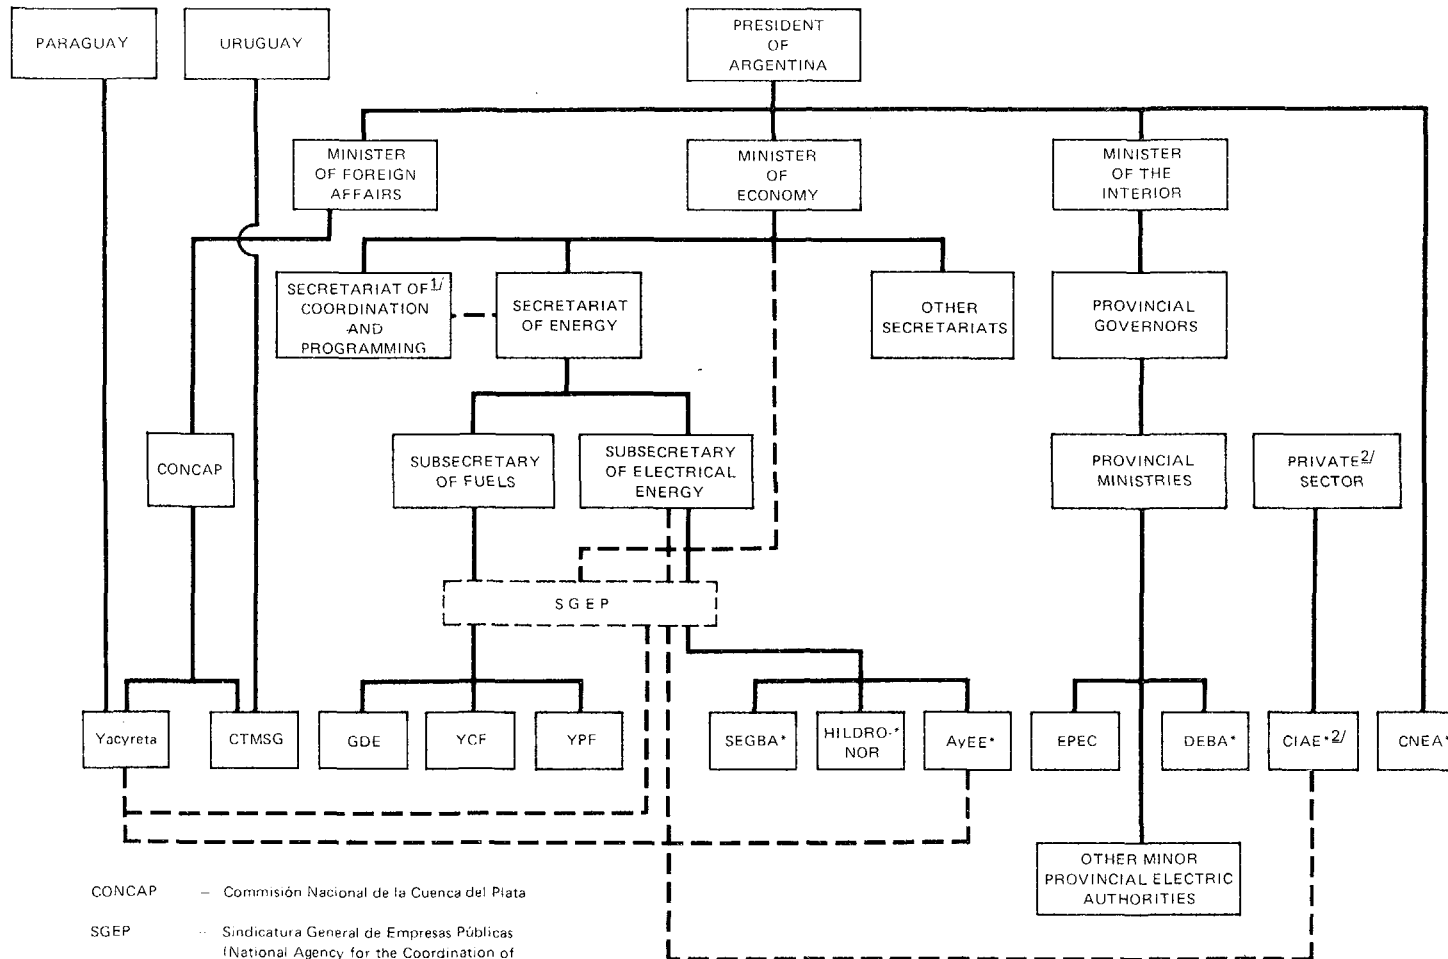 PARAGUAY
URUGUAY
PRESIDENT
OF
ARGENTINA
MINISTER
OF FOREIGN
AFFAIRS
MINISTER
OF
ECONOMY
MINISTER
OF THE
INTERIOR
SECRETARIAT OF 1/
COORDINATION
AND
PROGRAMMING
SECRETARIAT
OF ENERGY
OTHER
SECRETARIATS
PROVINCIAL
GOVERNORS
CONCAP
SUBSECRETARY
OF FUELS
SUBSECRETARY
OF ELECTRICAL
ENERGY
PROVINCIAL
MINISTRIES
PRIVATE 2/
SECTOR
SGEP
Yacyreta
CTMSG
GDE
YCF
YPF
SEGBA*
HILDRO-*
NOR
AyEE*
EPEC
DEBA*
CIAE* 2/
CNEA*
OTHER MINOR
PROVINCIAL ELECTRIC
AUTHORITIES
CONCAP – Commisión Nacional de la Cuenca del Plata
SGEP – Sindicatura General de Empresas Públicas
(National Agency for the Coordination of